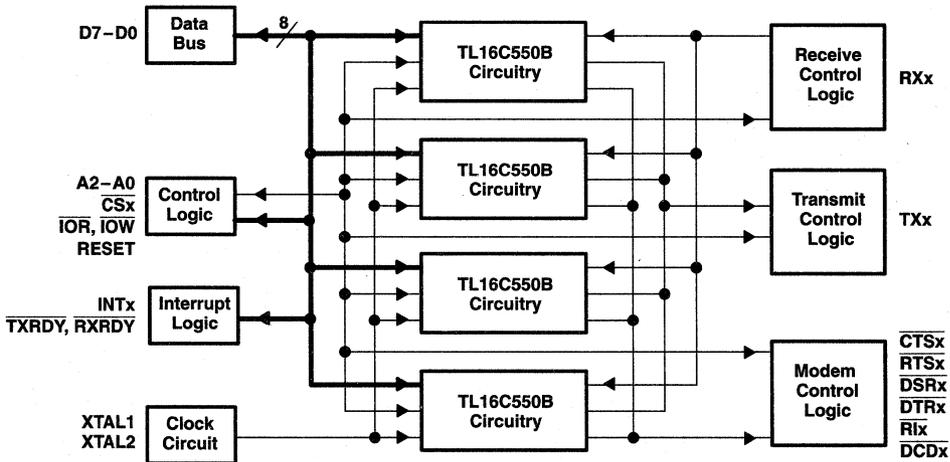 D7–D0
Data
Bus
8
TL16C550B
Circuitry
Receive
Control
Logic
RXx
TL16C550B
Circuitry
A2–A0
CSx
IOR, IOW
RESET
Control
Logic
Transmit
Control
Logic
TXx
TL16C550B
Circuitry
INTx
TXRDY, RXRDY
Interrupt
Logic
TL16C550B
Circuitry
Modem
Control
Logic
CTSx
RTSx
DSRx
DTRx
RIx
DCDx
XTAL1
XTAL2
Clock
Circuit